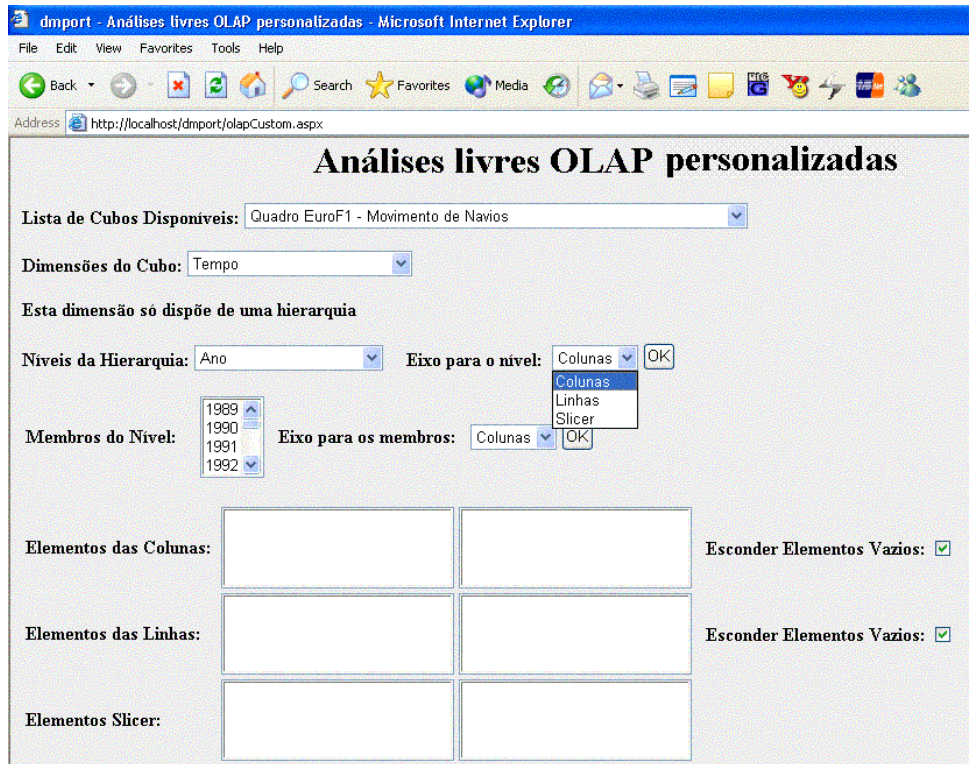 dmport - Análises livres OLAP personalizadas - Microsoft Internet Explorer
File Edit View Favorites Tools Help
Back Search Favorites Media
Address http://localhost/dmport/olapCustom.aspx
Análises livres OLAP personalizadas
Lista de Cubos Disponíveis: Quadro EuroF1 - Movimento de Navios
Dimensões do Cubo: Tempo
Esta dimensão só dispõe de uma hierarquia
Níveis da Hierarquia: Ano Eixo para o nível: Colunas OK
Colunas
Linhas
Slicer
Membros do Nível: 1989
1990
1991
1992
Eixo para os membros: Colunas OK
Elementos das Colunas: Esconder Elementos Vazios:
Elementos das Linhas: Esconder Elementos Vazios:
Elementos Slicer: